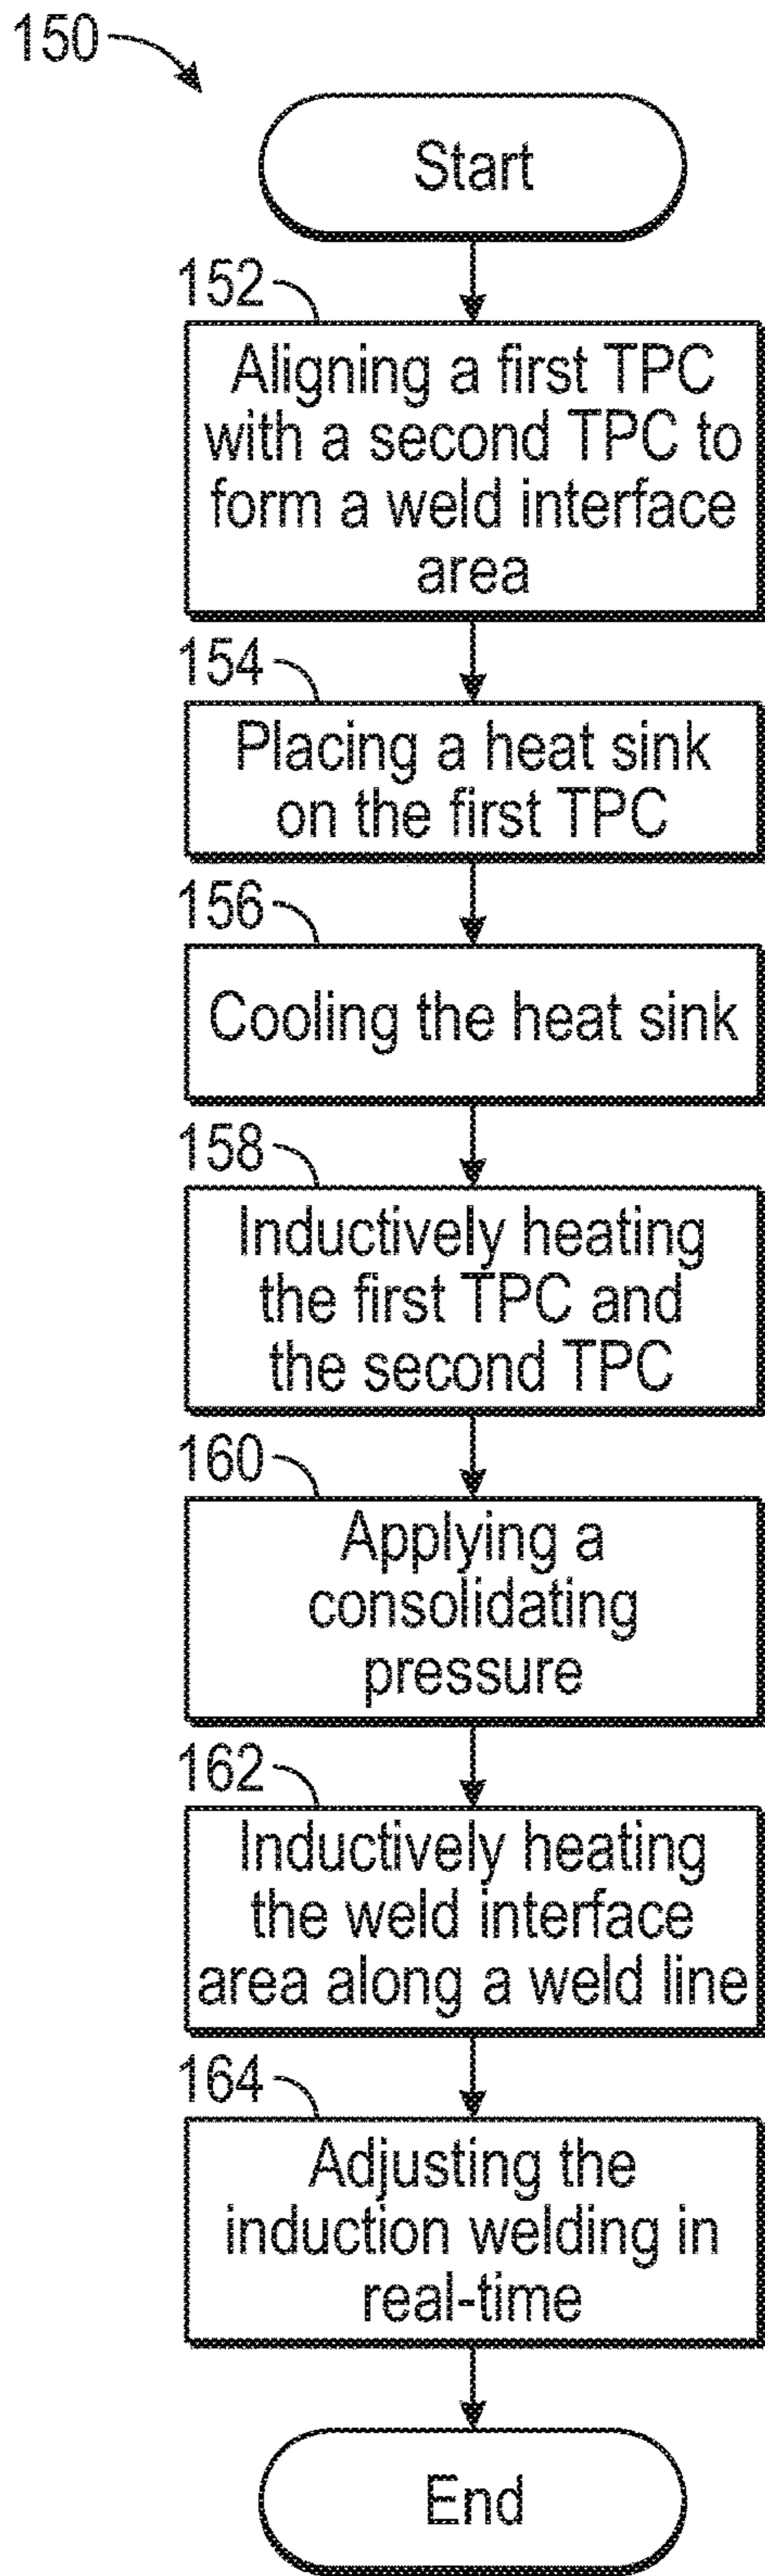 150
Start
152
Aligning a first TPC
with a second TPC to
form a weld interface
area
154
Placing a heat sink
on the first TPC
156
Cooling the heat sink
158
Inductively heating
the first TPC and
the second TPC
160
Applying a
consolidating
pressure
162
Inductively heating
the weld interface
area along a weld line
164
Adjusting the
induction welding in
real-time
End